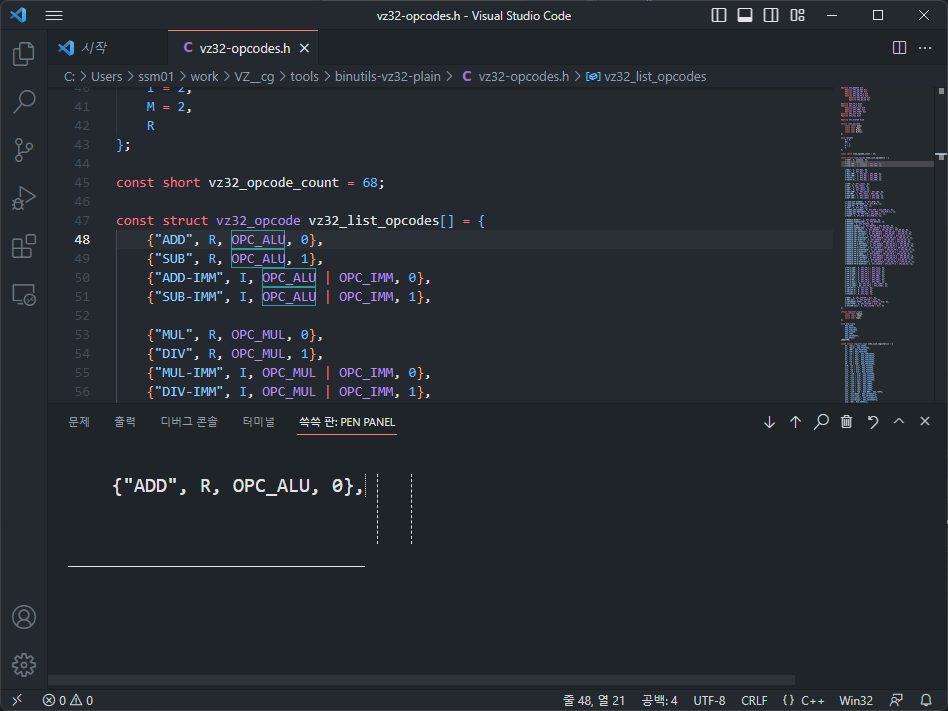 vz32-opcodes.h - Visual Studio Code
시작
C vz32-opcodes.h
C: > Users > ssm01 > work > VZ__cg > tools > binutils-vz32-plain > C vz32-opcodes.h > vz32_list_opcodes
40 I = 2,
41 M = 2,
42 R
43 };
44
45 const short vz32_opcode_count = 68;
46
47 const struct vz32_opcode vz32_list_opcodes[] = {
48 {"ADD", R, OPC_ALU, 0},
49 {"SUB", R, OPC_ALU, 1},
50 {"ADD-IMM", I, OPC_ALU | OPC_IMM, 0},
51 {"SUB-IMM", I, OPC_ALU | OPC_IMM, 1},
52
53 {"MUL", R, OPC_MUL, 0},
54 {"DIV", R, OPC_MUL, 1},
55 {"MUL-IMM", I, OPC_MUL | OPC_IMM, 0},
56 {"DIV-IMM", I, OPC_MUL | OPC_IMM, 1},
문제 출력 디버그 콘솔 터미널 쓱쓱 판: PEN PANEL
{"ADD", R, OPC_ALU, 0},
0 0 줄 48, 열 21 공백: 4 UTF-8 CRLF {} C++ Win32